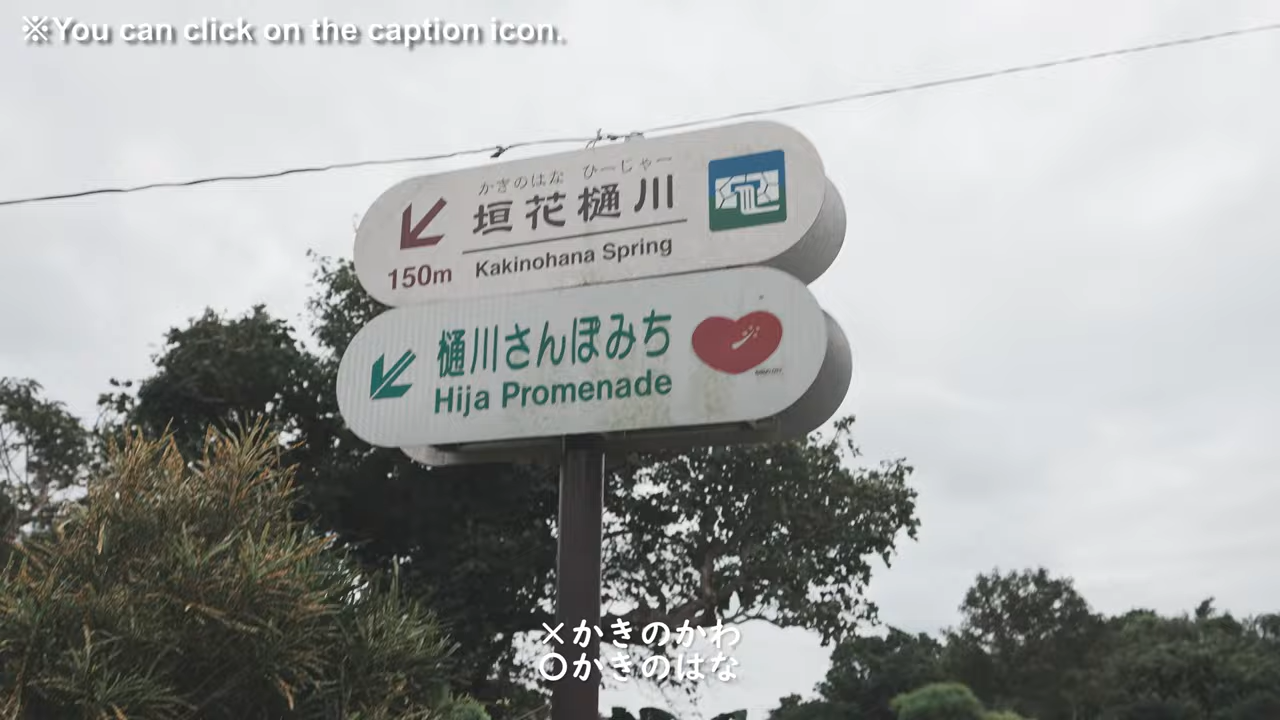 ※You can click on the caption icon.
かきのはな ひーじゃー
垣花樋川
150m
Kakinohana Spring
樋川さんぽみち
Hija Promenade
×かきのかわ
〇かきのはな